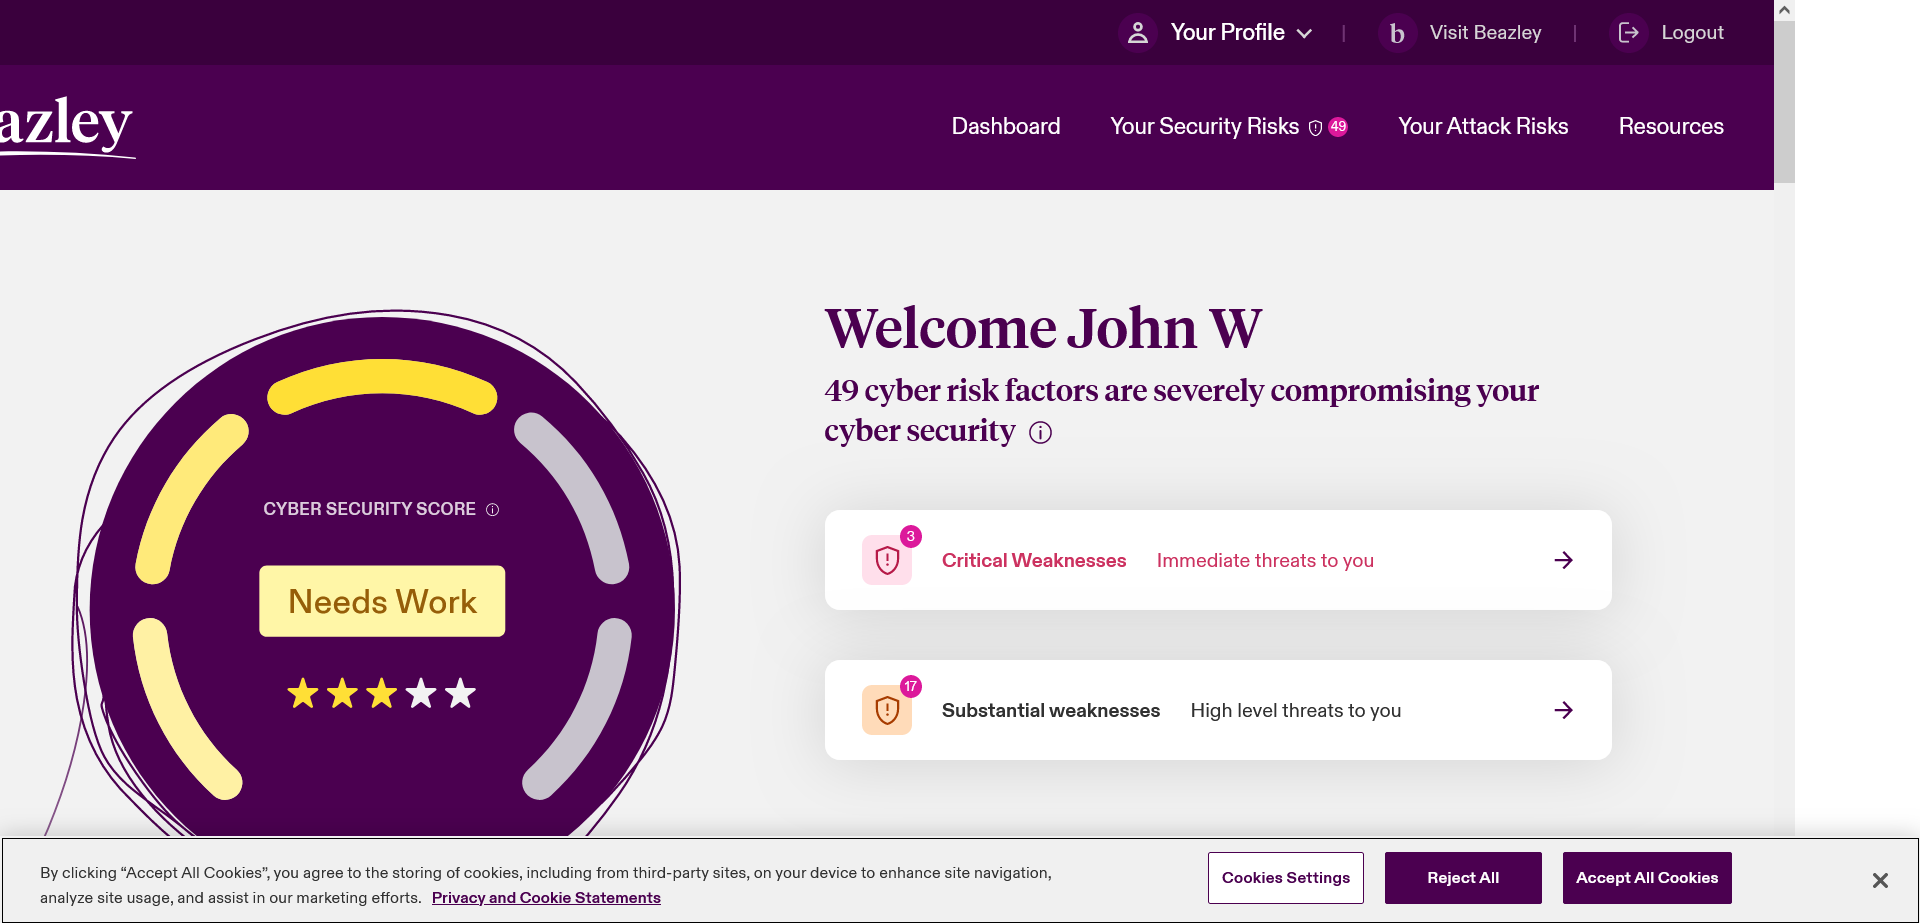 Your Profile | b Visit Beazley | Logout
azley
Dashboard Your Security Risks 49 Your Attack Risks Resources
Welcome John W
49 cyber risk factors are severely compromising your
cyber security
CYBER SECURITY SCORE
Needs Work
3
Critical Weaknesses Immediate threats to you
17
Substantial weaknesses High level threats to you
By clicking “Accept All Cookies”, you agree to the storing of cookies, including from third-party sites, on your device to enhance site navigation,
analyze site usage, and assist in our marketing efforts. Privacy and Cookie Statements
Cookies Settings Reject All Accept All Cookies